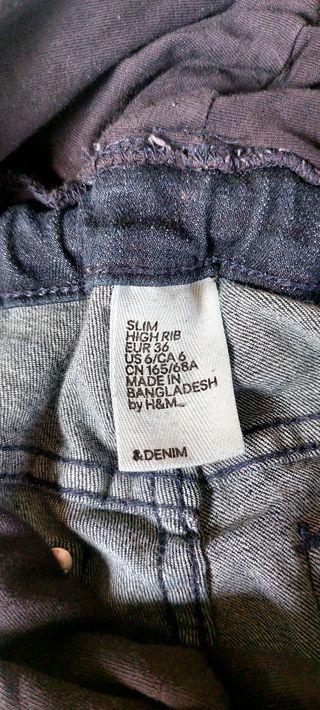 SLIM
HIGH RIB
EUR 36
US 6/CA 6
CN 165/68A
MADE IN
BANGLADESH
by H&M
&DENIM